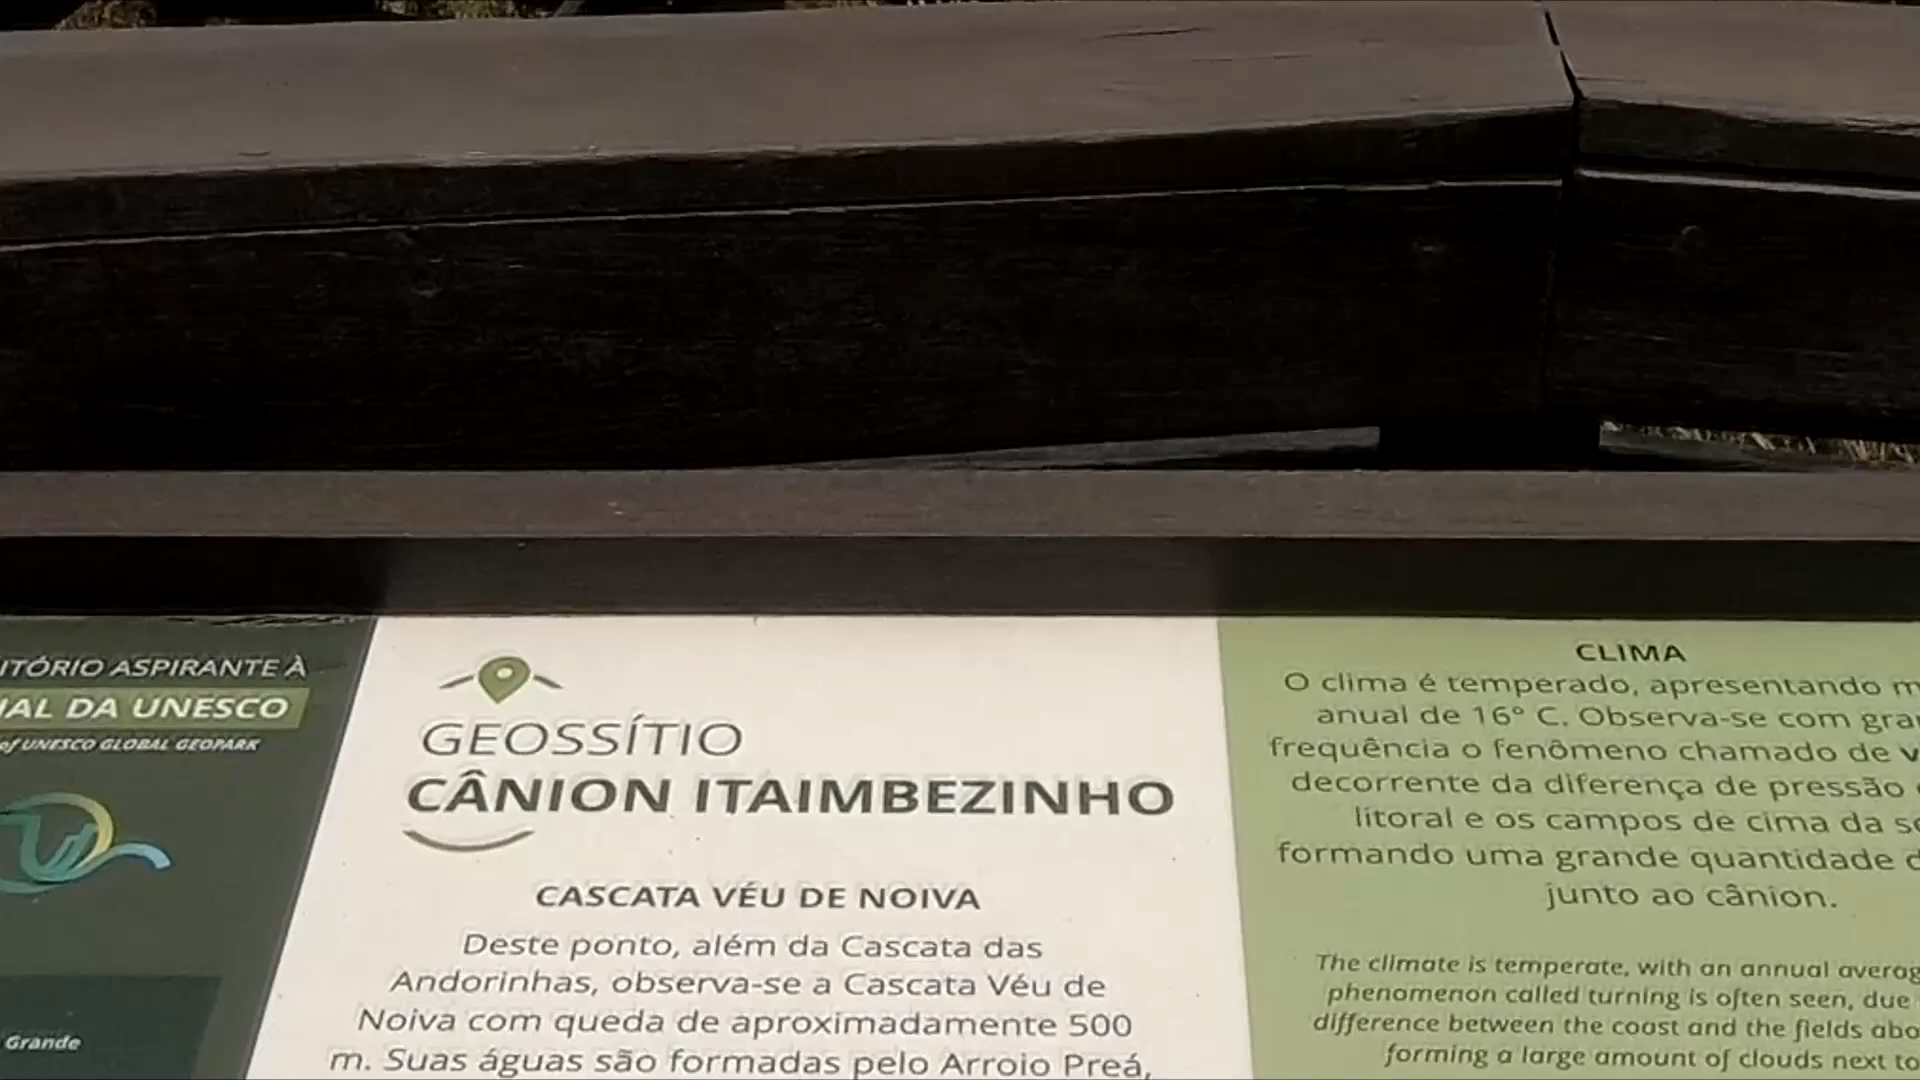 ITÓRIO ASPIRANTE À
IAL DA UNESCO
of UNESCO GLOBAL GEOPARK
Grande
GEOSSÍTIO
CÂNION ITAIMBEZINHO
CASCATA VÉU DE NOIVA
Deste ponto, além da Cascata das
Andorinhas, observa-se a Cascata Véu de
Noiva com queda de aproximadamente 500
m. Suas águas são formadas pelo Arroio Preá,
CLIMA
O clima é temperado, apresentando
anual de 16º C. Observa-se com
frequência o fenômeno chamado de
decorrente da diferença de pressão
litoral e os campos de cima da
formando uma grande quantidade
junto ao cânion.
The climate is temperate, with an annual
phenomenon called turning is often seen, due
difference between the coast and the fields
forming a large amount of clouds next to